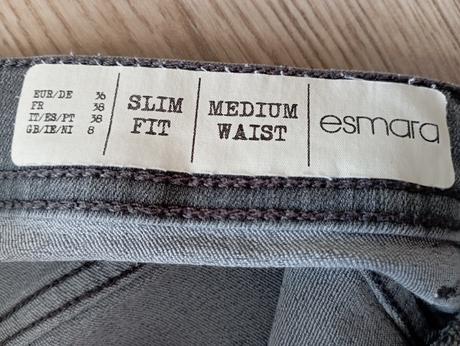 EUR/DE 36
FR 38
IT/ES/PT 38
GB/IE/NI 8
SLIM
FIT
MEDIUM
WAIST
esmara